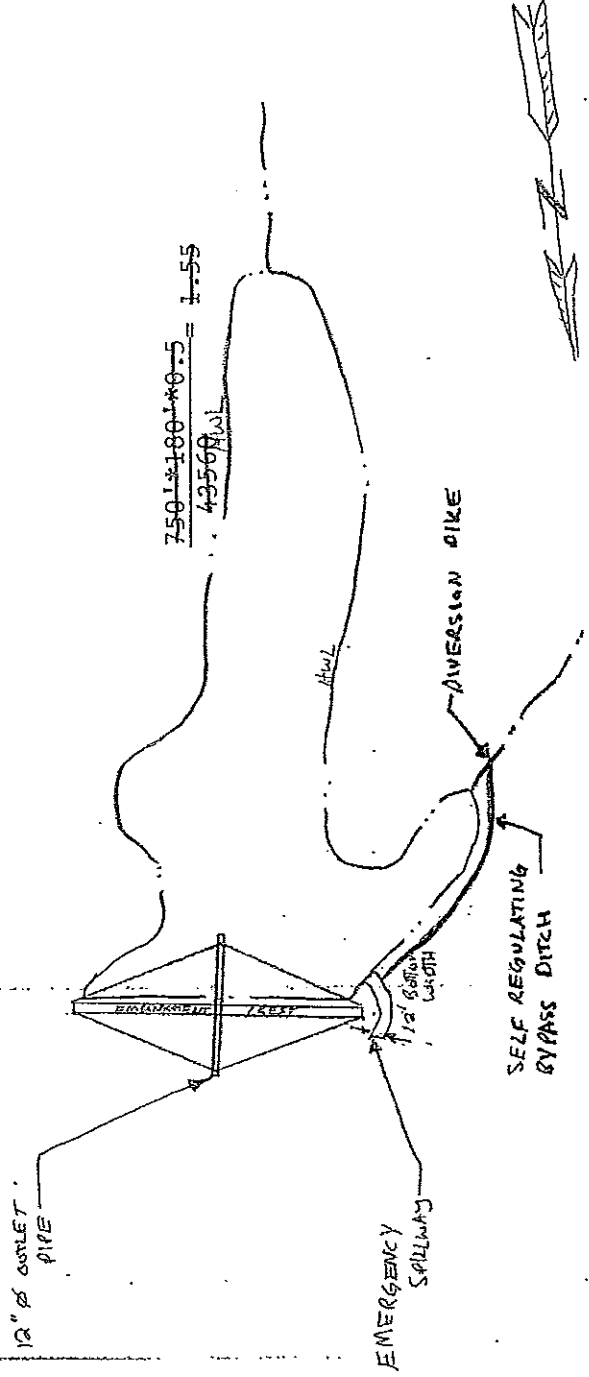 12" Ø OUTLET
PIPE
750'*180'*0.5 = 1.55
43560
HWL
HWL
EMBANKMENT CREST
12' BOTTOM
WIDTH
EMERGENCY
SPILLWAY
DIVERSION DIKE
SELF REGULATING
BYPASS DITCH
N